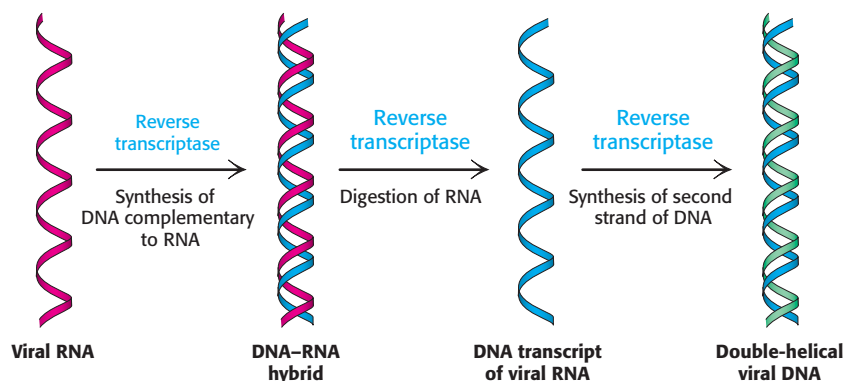 Reverse
transcriptase
Synthesis of
DNA complementary
to RNA
Reverse
transcriptase
Digestion of RNA
Reverse
transcriptase
Synthesis of second
strand of DNA
Viral RNA
DNA–RNA
hybrid
DNA transcript
of viral RNA
Double-helical
viral DNA